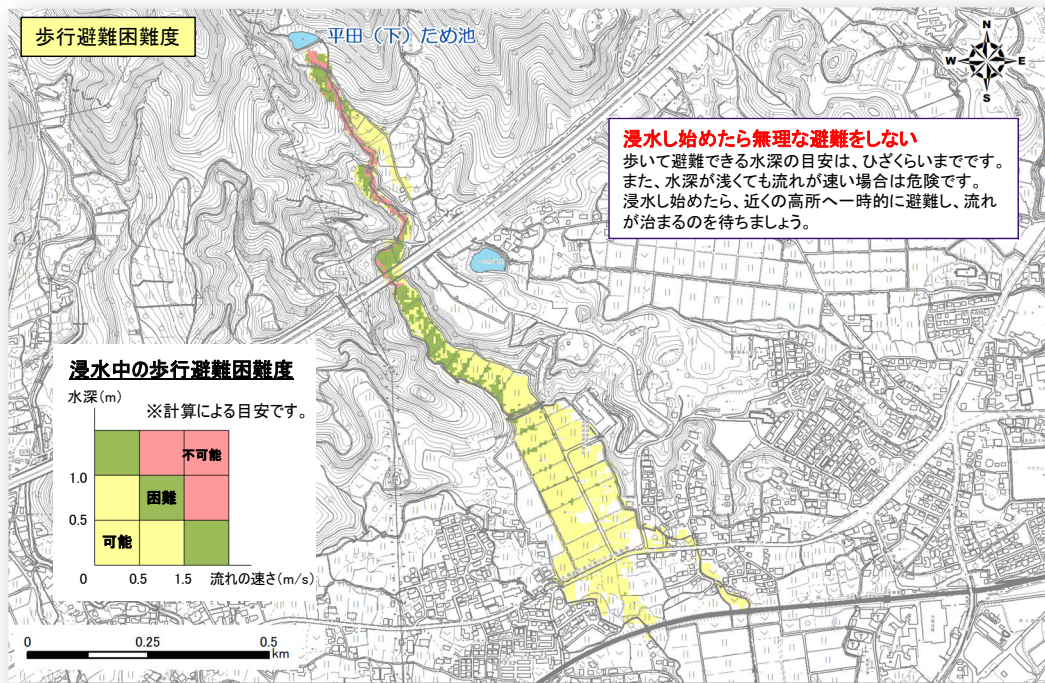 歩行避難困難度
平田（下）ため池
N
W
E
S
浸水し始めたら無理な避難をしない
歩いて避難できる水深の目安は、ひざくらいまでです。
また、水深が浅くても流れが速い場合は危険です。
浸水し始めたら、近くの高所へ一時的に避難し、流れ
が治まるのを待ちましょう。
浸水中の歩行避難困難度
水深(m)
※計算による目安です。
不可能
1.0
困難
0.5
可能
0
0.5
1.5
流れの速さ(m/s)
0
0.25
0.5
km